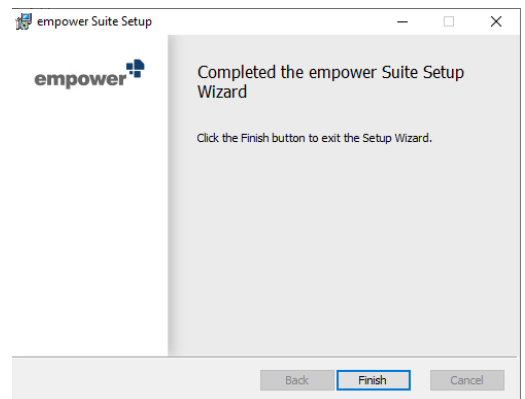 empower Suite Setup
empower
Completed the empower Suite Setup
Wizard
Click the Finish button to exit the Setup Wizard.
Back
Finish
Cancel